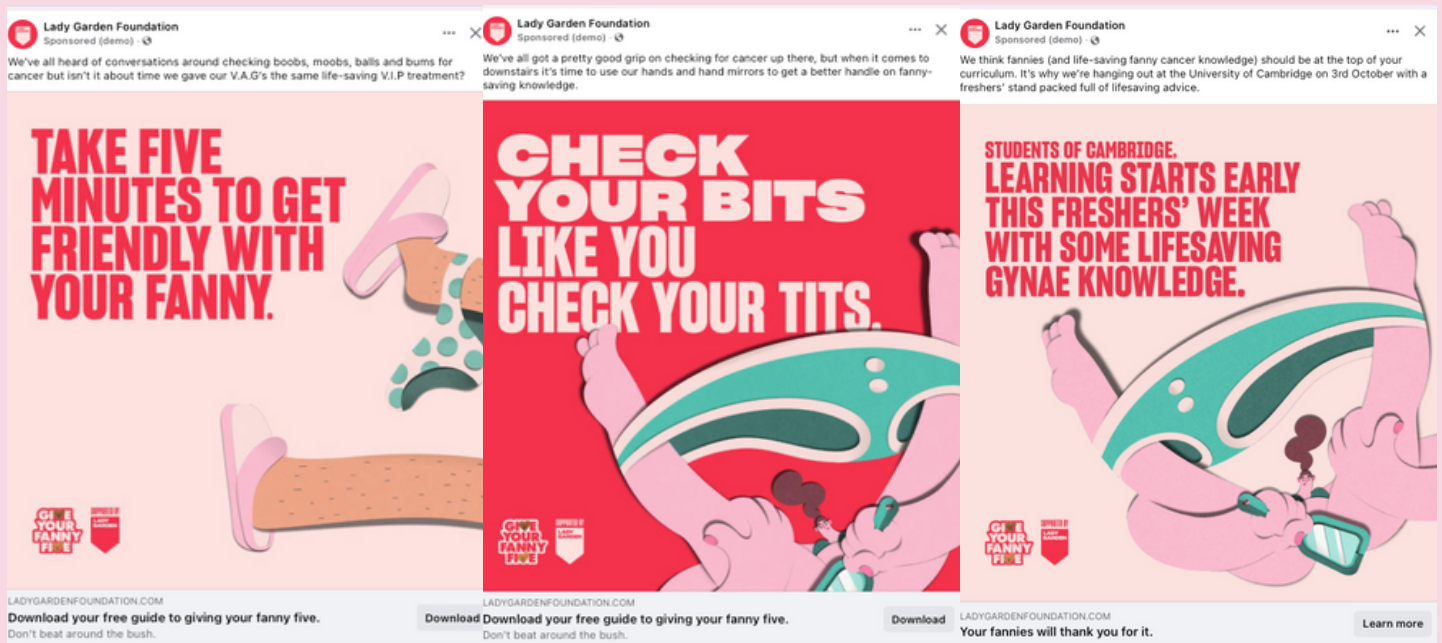 Lady Garden Foundation
Sponsored (demo) ·
We've all heard of conversations around checking boobs, moobs, balls and bums for
cancer but isn't it about time we gave our V.A.G's the same life-saving V.I.P treatment?
TAKE FIVE
MINUTES TO GET
FRIENDLY WITH
YOUR FANNY.
GIVE
YOUR
FANNY
FIVE
SUPPORTED BY
LADY
GARDEN
LADYGARDENFOUNDATION.COM
Download your free guide to giving your fanny five.
Don't beat around the bush.
Download
Lady Garden Foundation
Sponsored (demo) ·
We've all got a pretty good grip on checking for cancer up there, but when it comes to
downstairs it's time to use our hands and hand mirrors to get a better handle on fanny-
saving knowledge.
CHECK
YOUR BITS
LIKE YOU
CHECK YOUR TITS.
GIVE
YOUR
FANNY
FIVE
SUPPORTED BY
LADY
GARDEN
LADYGARDENFOUNDATION.COM
Download your free guide to giving your fanny five.
Don't beat around the bush.
Download
Lady Garden Foundation
Sponsored (demo) ·
We think fannies (and life-saving fanny cancer knowledge) should be at the top of your
curriculum. It's why we're hanging out at the University of Cambridge on 3rd October with a
freshers' stand packed full of lifesaving advice.
STUDENTS OF CAMBRIDGE,
LEARNING STARTS EARLY
THIS FRESHERS' WEEK
WITH SOME LIFESAVING
GYNAE KNOWLEDGE.
GIVE
YOUR
FANNY
FIVE
SUPPORTED BY
LADY
GARDEN
LADYGARDENFOUNDATION.COM
Your fannies will thank you for it.
Learn more